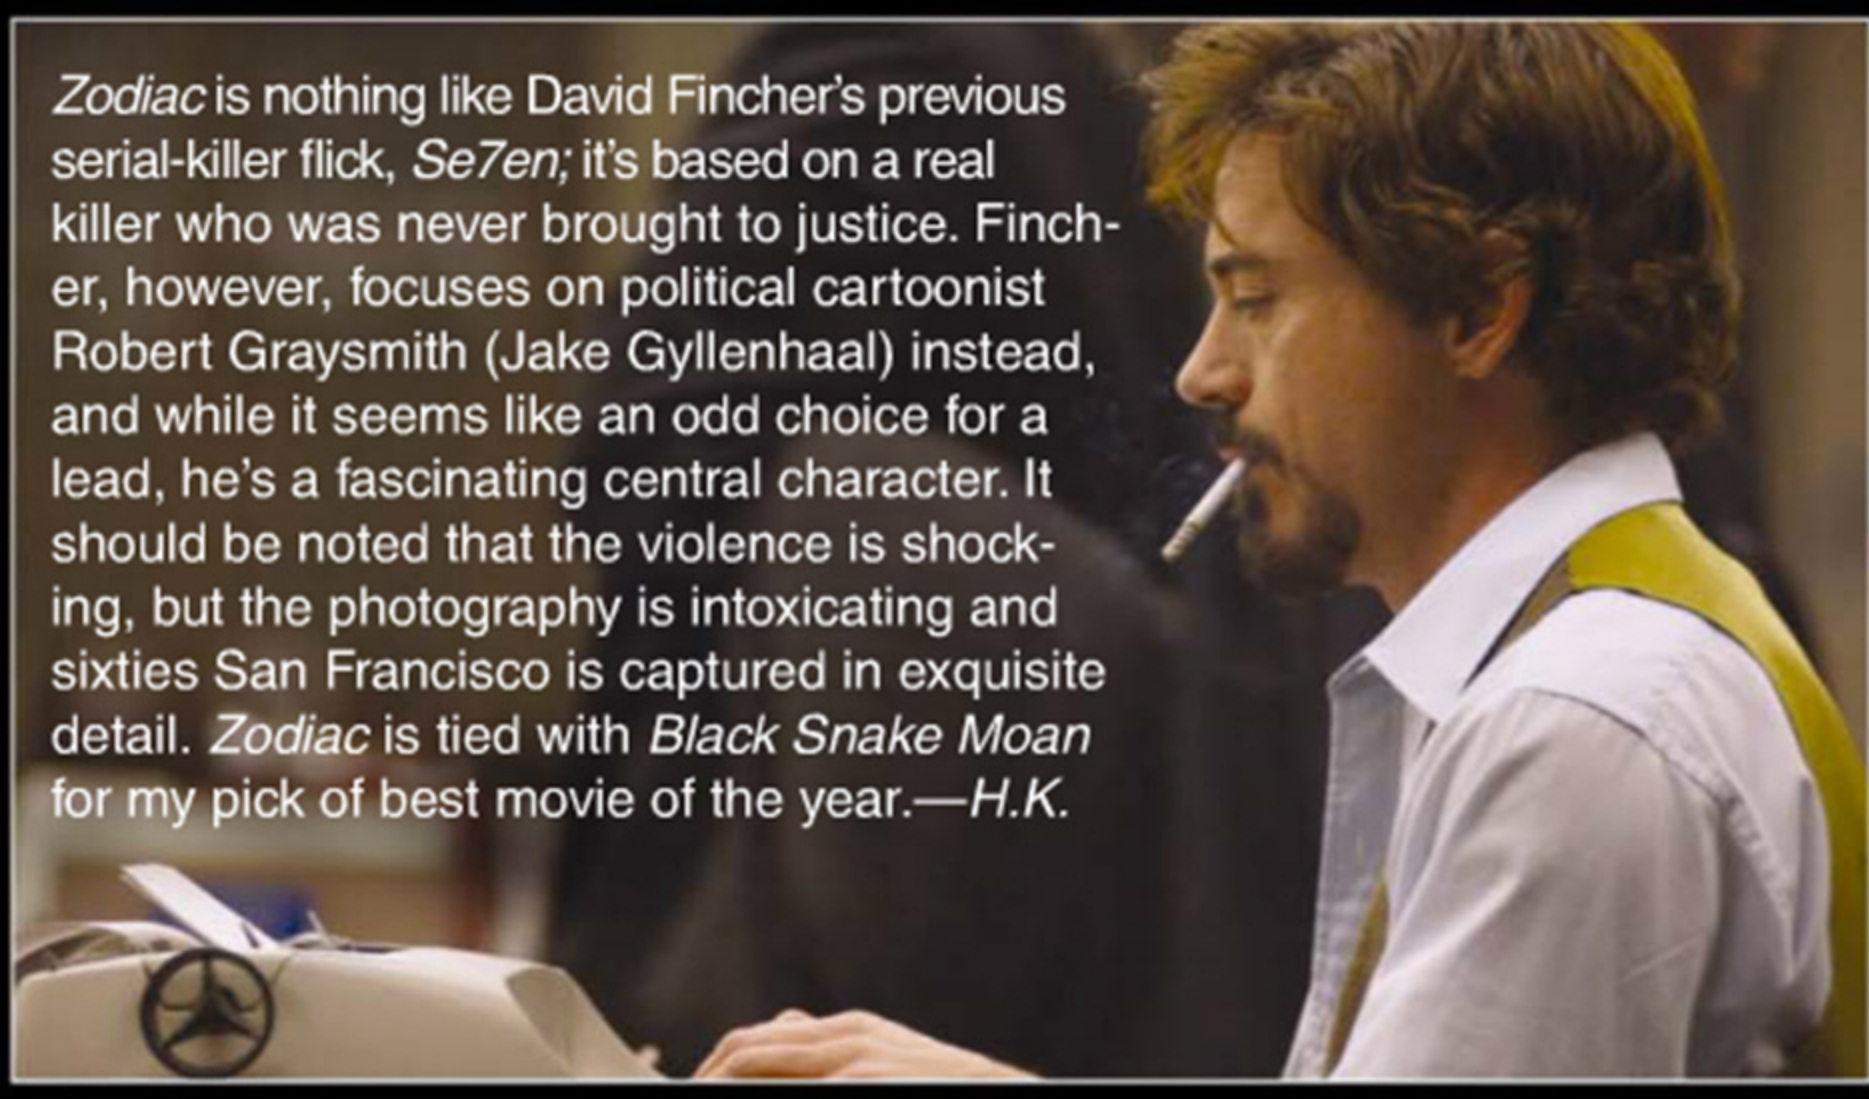 Zodiac is nothing like David Fincher's previous
serial-killer flick, Se7en; it's based on a real
killer who was never brought to justice. Finch-
er, however, focuses on political cartoonist
Robert Graysmith (Jake Gyllenhaal) instead,
and while it seems like an odd choice for a
lead, he's a fascinating central character. It
should be noted that the violence is shock-
ing, but the photography is intoxicating and
sixties San Francisco is captured in exquisite
detail. Zodiac is tied with Black Snake Moan
for my pick of best movie of the year.—H.K.